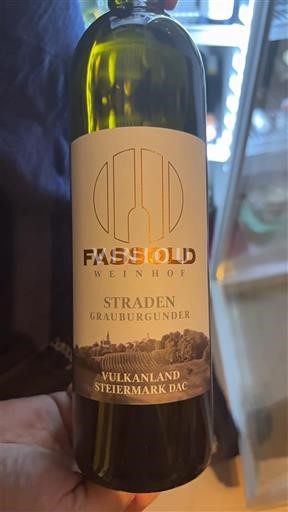 FASSOLD
WEINHOF
STRADEN
GRAUBURGUNDER
VULKANLAND
STEIERMARK DAC